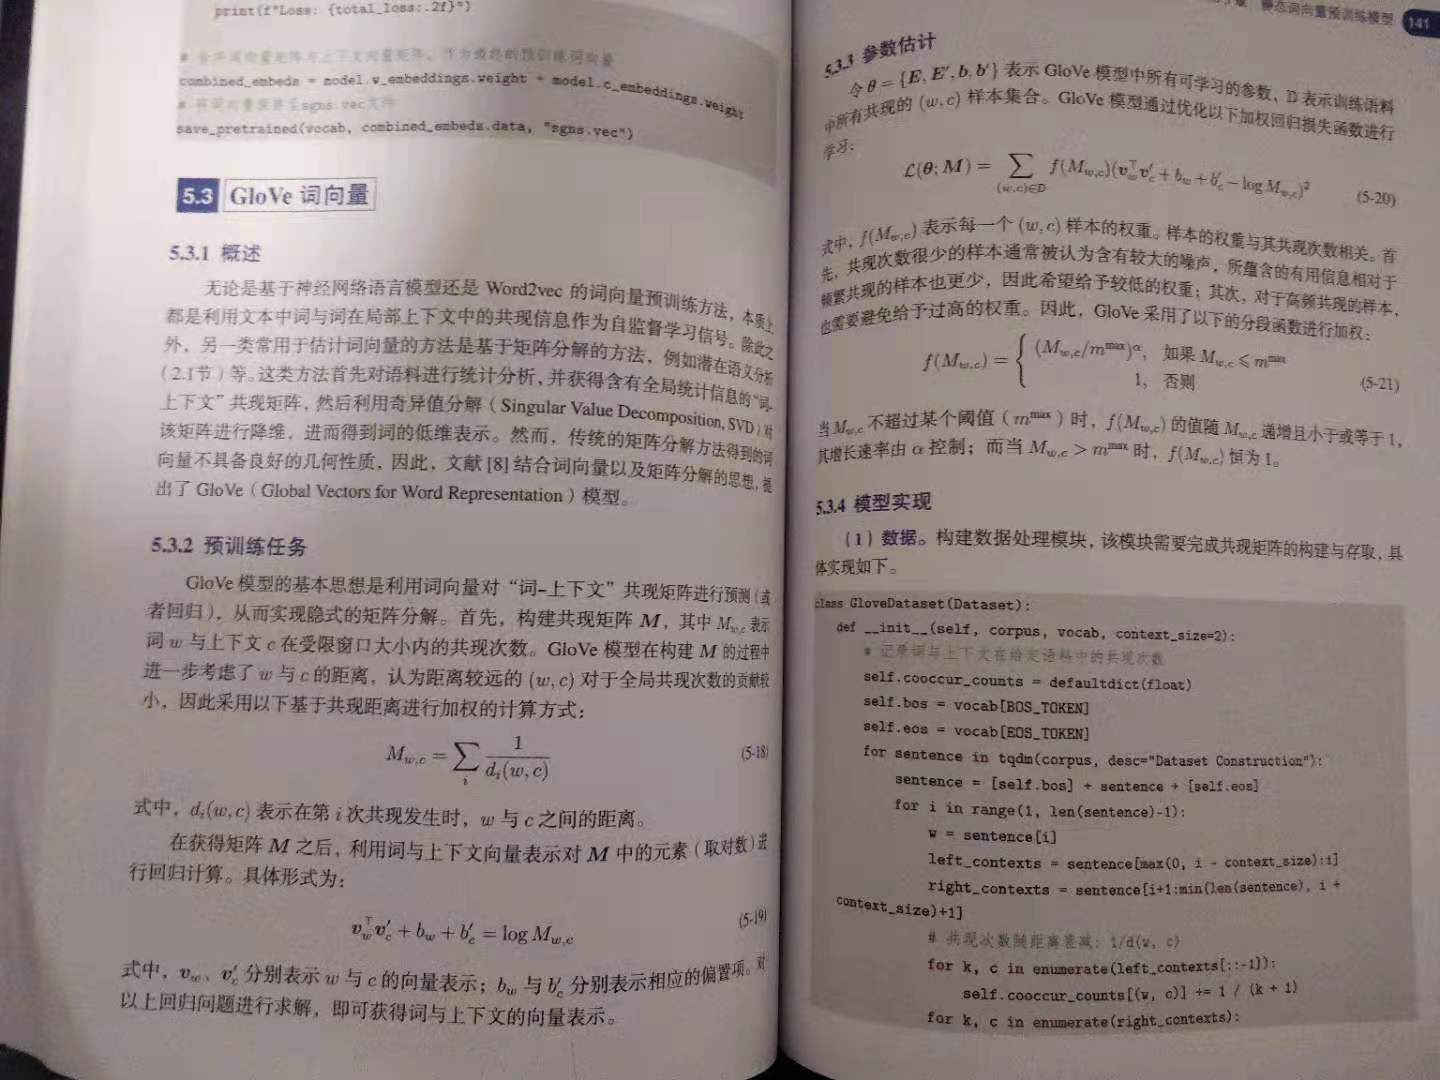 print(f"Loss: {total_loss:.2f}")
# 合并词向量矩阵与上下文向量矩阵，作为最终的预训练词向量
combined_embeds = model.w_embeddings.weight + model.c_embeddings.weight
# 将词向量保存至sgns.vec文件
save_pretrained(vocab, combined_embeds.data, "sgns.vec")
5.3 GloVe 词向量
5.3.1 概述
无论是基于神经网络语言模型还是 Word2vec 的词向量预训练方法，本质上
都是利用文本中词与词在局部上下文中的共现信息作为自监督学习信号。除此之
外，另一类常用于估计词向量的方法是基于矩阵分解的方法，例如潜在语义分析
（2.1节）等。这类方法首先对语料进行统计分析，并获得含有全局统计信息的“词-
上下文”共现矩阵，然后利用奇异值分解（Singular Value Decomposition, SVD）对
该矩阵进行降维，进而得到词的低维表示。然而，传统的矩阵分解方法得到的词
向量不具备良好的几何性质，因此，文献 [8] 结合词向量以及矩阵分解的思想，提
出了 GloVe（Global Vectors for Word Representation）模型。
5.3.2 预训练任务
GloVe 模型的基本思想是利用词向量对“词-上下文”共现矩阵进行预测（或
者回归），从而实现隐式的矩阵分解。首先，构建共现矩阵 M，其中 M_{w,c} 表示
词 w 与上下文 c 在受限窗口大小内的共现次数。GloVe 模型在构建 M 的过程中
进一步考虑了 w 与 c 的距离，认为距离较远的 (w, c) 对于全局共现次数的贡献较
小，因此采用以下基于共现距离进行加权的计算方式：
M_{w,c} = ∑_i 1/d_i(w, c) (5-18)
式中，d_i(w, c) 表示在第 i 次共现发生时，w 与 c 之间的距离。
在获得矩阵 M 之后，利用词与上下文向量表示对 M 中的元素（取对数）进
行回归计算。具体形式为：
v_w^⊤ v'_c + b_w + b'_c = log M_{w,c} (5-19)
式中，v_w、v'_c 分别表示 w 与 c 的向量表示；b_w 与 b'_c 分别表示相应的偏置项。对
以上回归问题进行求解，即可获得词与上下文的向量表示。
静态词向量预训练模型 141
5.3.3 参数估计
令 θ = {E, E', b, b'} 表示 GloVe 模型中所有可学习的参数，𝔻 表示训练语料
中所有共现的 (w, c) 样本集合。GloVe 模型通过优化以下加权回归损失函数进行
学习：
L(θ; M) = ∑_{(w,c)∈𝔻} f(M_{w,c})(v_w^⊤ v'_c + b_w + b'_c − log M_{w,c})² (5-20)
式中，f(M_{w,c}) 表示每一个 (w, c) 样本的权重。样本的权重与其共现次数相关。首
先，共现次数很少的样本通常被认为含有较大的噪声，所蕴含的有用信息相对于
频繁共现的样本也更少，因此希望给予较低的权重；其次，对于高频共现的样本，
也需要避免给予过高的权重。因此，GloVe 采用了以下的分段函数进行加权：
f(M_{w,c}) = { (M_{w,c}/m^{max})^α, 如果 M_{w,c} ⩽ m^{max}
1, 否则 (5-21)
当 M_{w,c} 不超过某个阈值（m^{max}）时，f(M_{w,c}) 的值随 M_{w,c} 递增且小于或等于 1，
其增长速率由 α 控制；而当 M_{w,c} > m^{max} 时，f(M_{w,c}) 恒为 1。
5.3.4 模型实现
（1）数据。构建数据处理模块，该模块需要完成共现矩阵的构建与存取，具
体实现如下。
class GloveDataset(Dataset):
def __init__(self, corpus, vocab, context_size=2):
# 记录词与上下文在给定语料中的共现次数
self.cooccur_counts = defaultdict(float)
self.bos = vocab[BOS_TOKEN]
self.eos = vocab[EOS_TOKEN]
for sentence in tqdm(corpus, desc="Dataset Construction"):
sentence = [self.bos] + sentence + [self.eos]
for i in range(1, len(sentence)-1):
w = sentence[i]
left_contexts = sentence[max(0, i - context_size):i]
right_contexts = sentence[i+1:min(len(sentence), i +
context_size)+1]
# 共现次数随距离衰减: 1/d(w, c)
for k, c in enumerate(left_contexts[::-1]):
self.cooccur_counts[(w, c)] += 1 / (k + 1)
for k, c in enumerate(right_contexts):